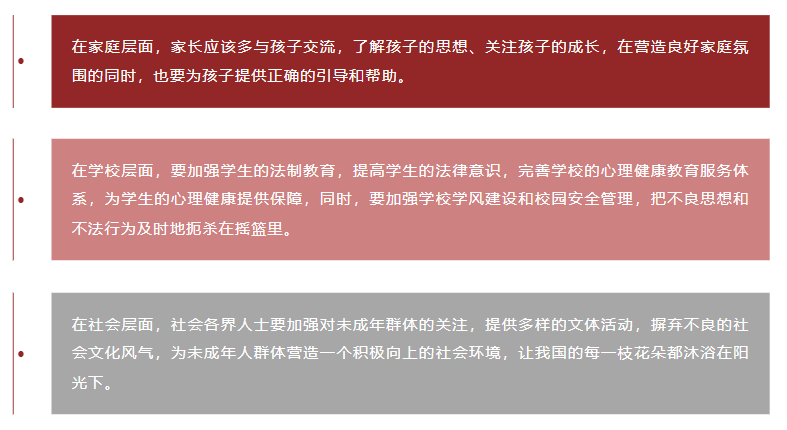 在家庭层面，家长应该多与孩子交流，了解孩子的思想、关注孩子的成长，在营造良好家庭氛
围的同时，也要为孩子提供正确的引导和帮助。
在学校层面，要加强学生的法制教育，提高学生的法律意识，完善学校的心理健康教育服务体
系，为学生的心理健康提供保障，同时，要加强学校学风建设和校园安全管理，把不良思想和
不法行为及时地扼杀在摇篮里。
在社会层面，社会各界人士要加强对未成年群体的关注，提供多样的文体活动，摒弃不良的社
会文化风气，为未成年人群体营造一个积极向上的社会环境，让我国的每一枝花朵都沐浴在阳
光下。